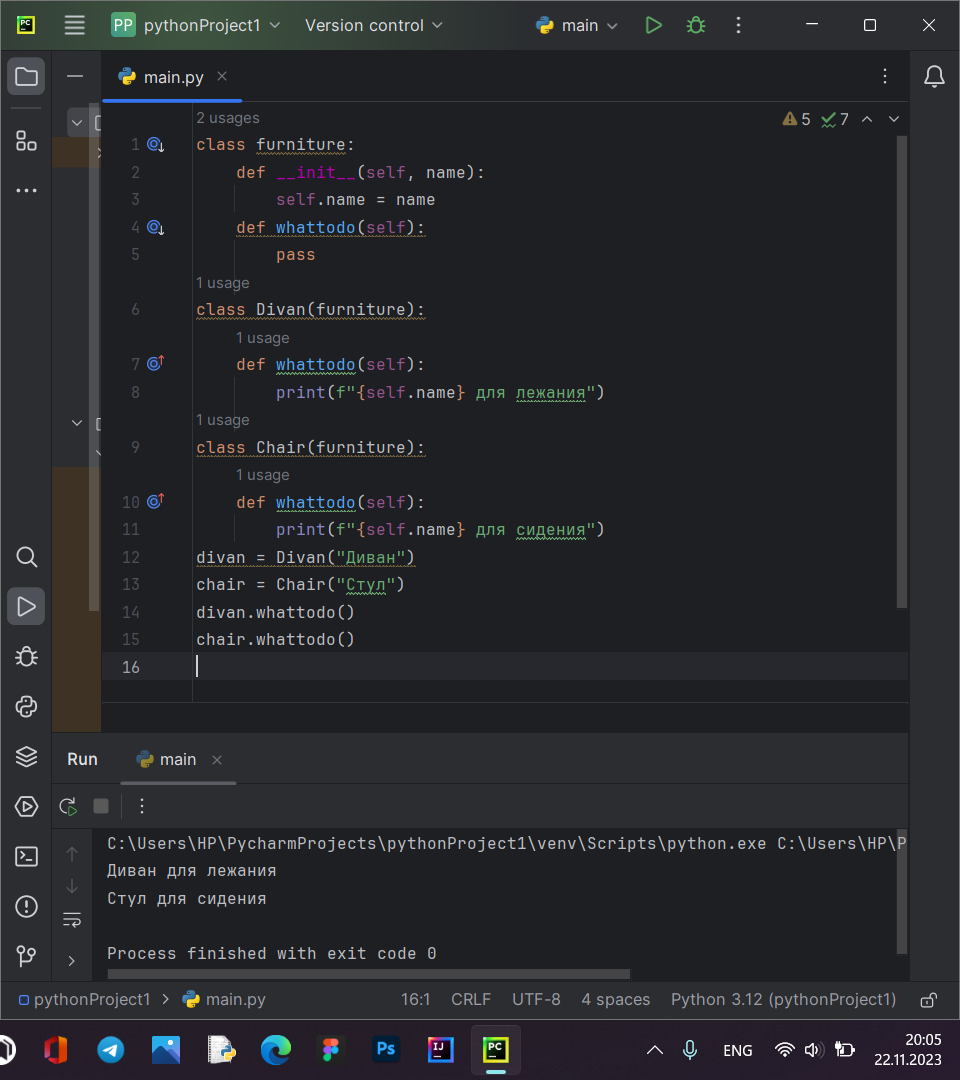 PC PP pythonProject1 Version control main
main.py
2 usages 5 7
1 class furniture:
2 def __init__(self, name):
3 self.name = name
4 def whattodo(self):
5 pass
1 usage
6 class Divan(furniture):
1 usage
7 def whattodo(self):
8 print(f"{self.name} для лежания")
1 usage
9 class Chair(furniture):
1 usage
10 def whattodo(self):
11 print(f"{self.name} для сидения")
12 divan = Divan("Диван")
13 chair = Chair("Стул")
14 divan.whattodo()
15 chair.whattodo()
16
Run main
C:\Users\HP\PycharmProjects\pythonProject1\venv\Scripts\python.exe C:\Users\HP\P
Диван для лежания
Стул для сидения
Process finished with exit code 0
pythonProject1 main.py 16:1 CRLF UTF-8 4 spaces Python 3.12 (pythonProject1)
Ps IJ PC ENG 20:05
22.11.2023